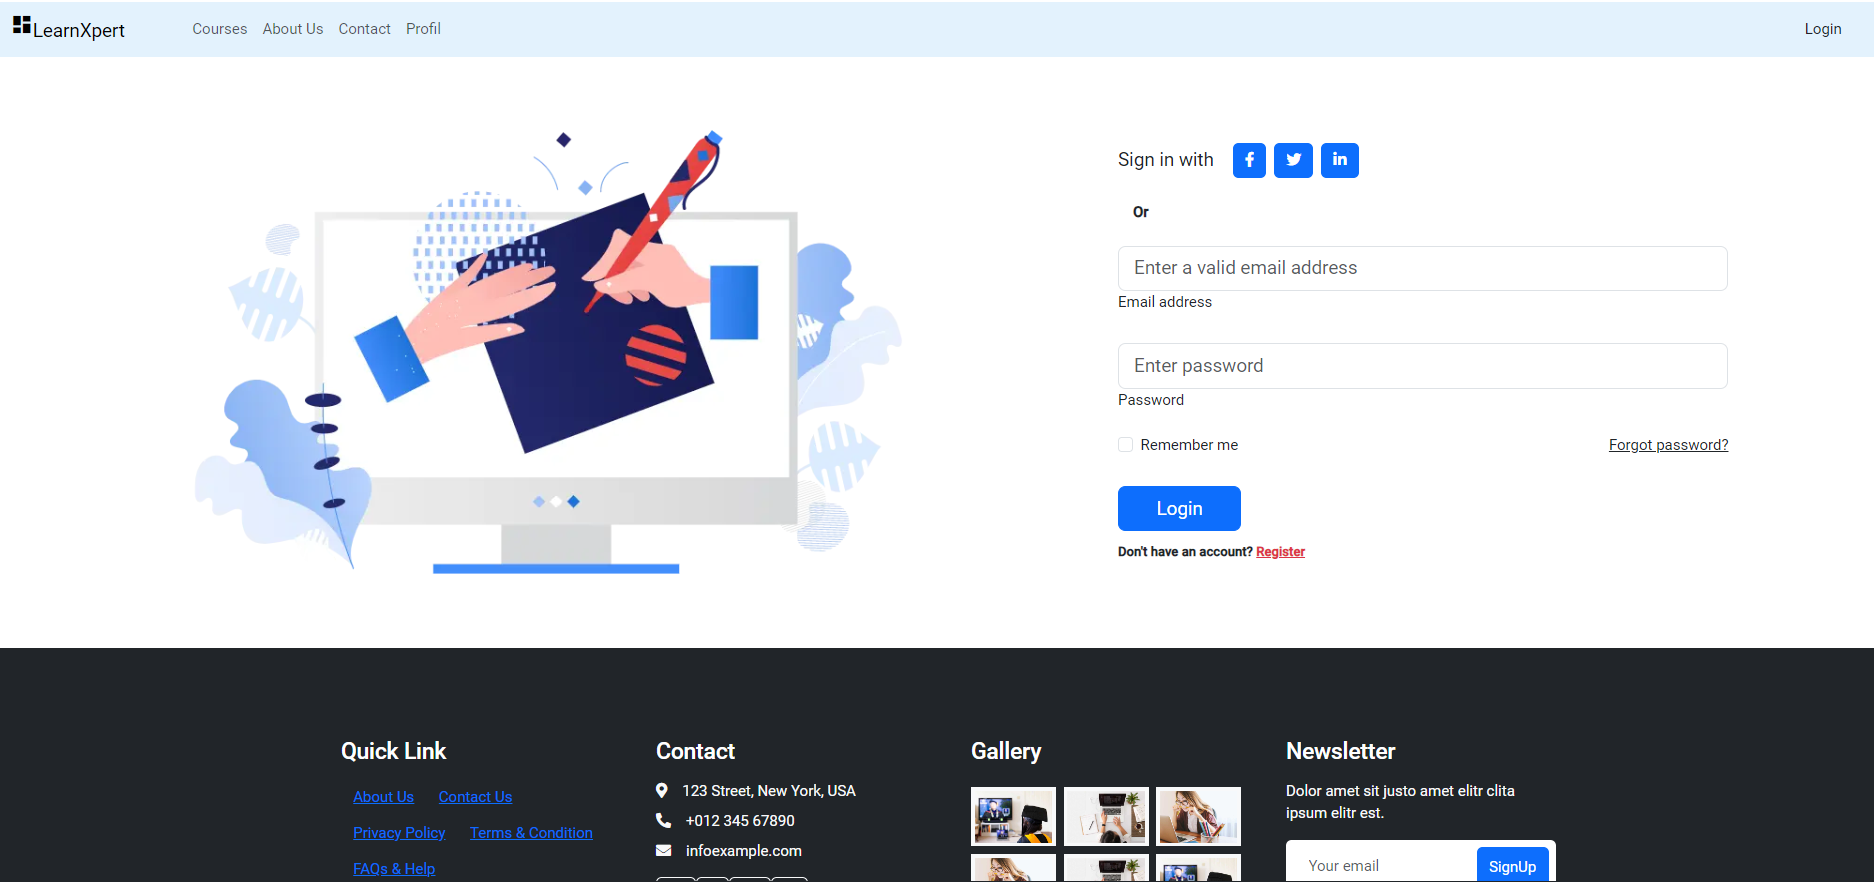 LearnXpert
Courses About Us Contact Profil
Login
Sign in with
Or
Enter a valid email address
Email address
Enter password
Password
Remember me Forgot password?
Login
Don't have an account? Register
Quick Link
About Us Contact Us
Privacy Policy Terms & Condition
FAQs & Help
Contact
123 Street, New York, USA
+012 345 67890
infoexample.com
Gallery
Newsletter
Dolor amet sit justo amet elitr clita
ipsum elitr est.
Your email SignUp